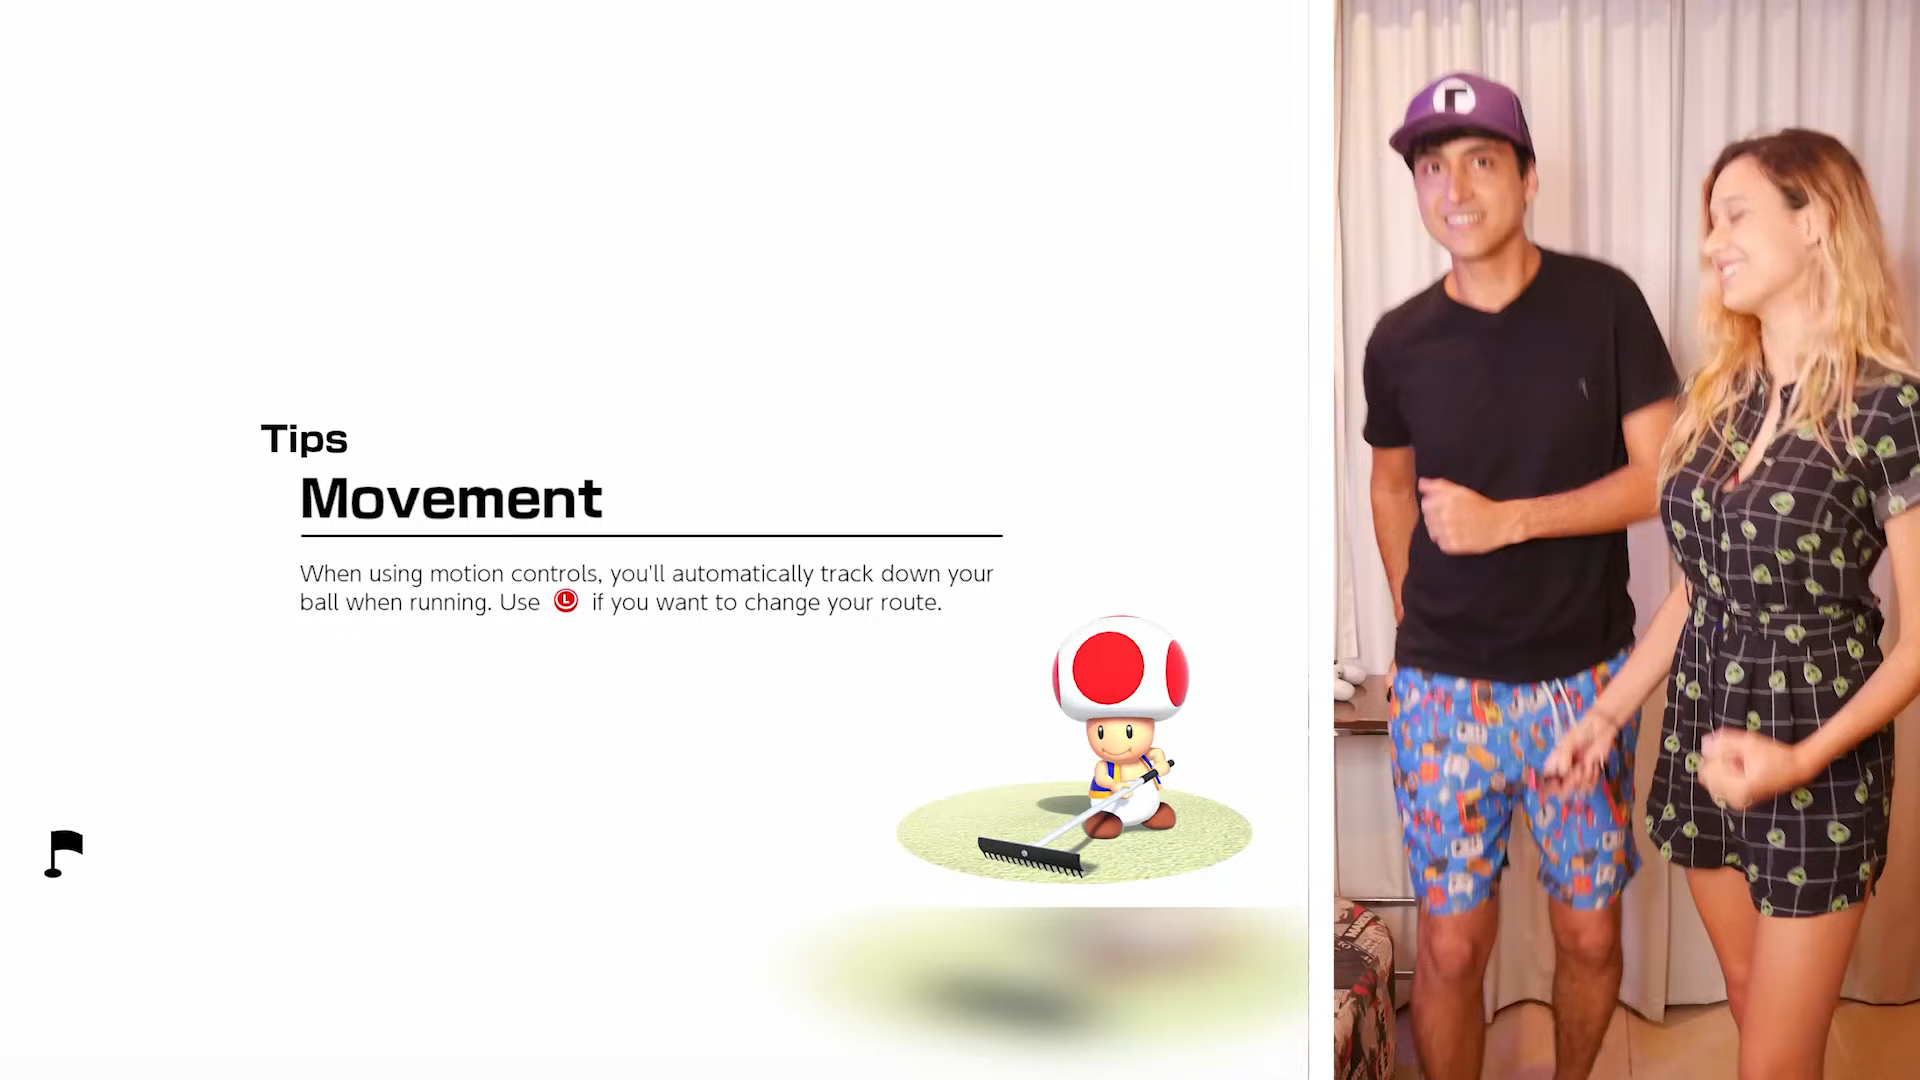 Tips
Movement
When using motion controls, you'll automatically track down your
ball when running. Use L if you want to change your route.